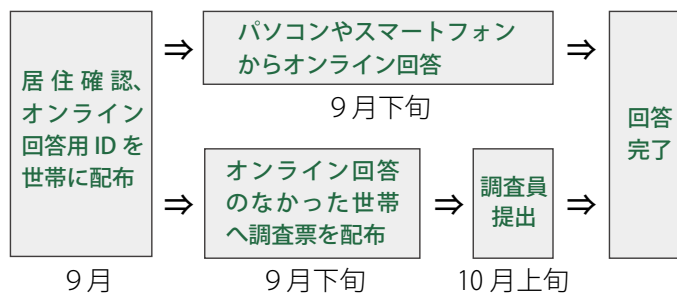 居住確認、
オンライン
回答用 ID を
世帯に配布
9月
⇒
パソコンやスマートフォン
からオンライン回答
9月下旬
⇒
⇒
オンライン回答
のなかった世帯
へ調査票を配布
9月下旬
⇒
調査員
提出
10月上旬
⇒
回答
完了